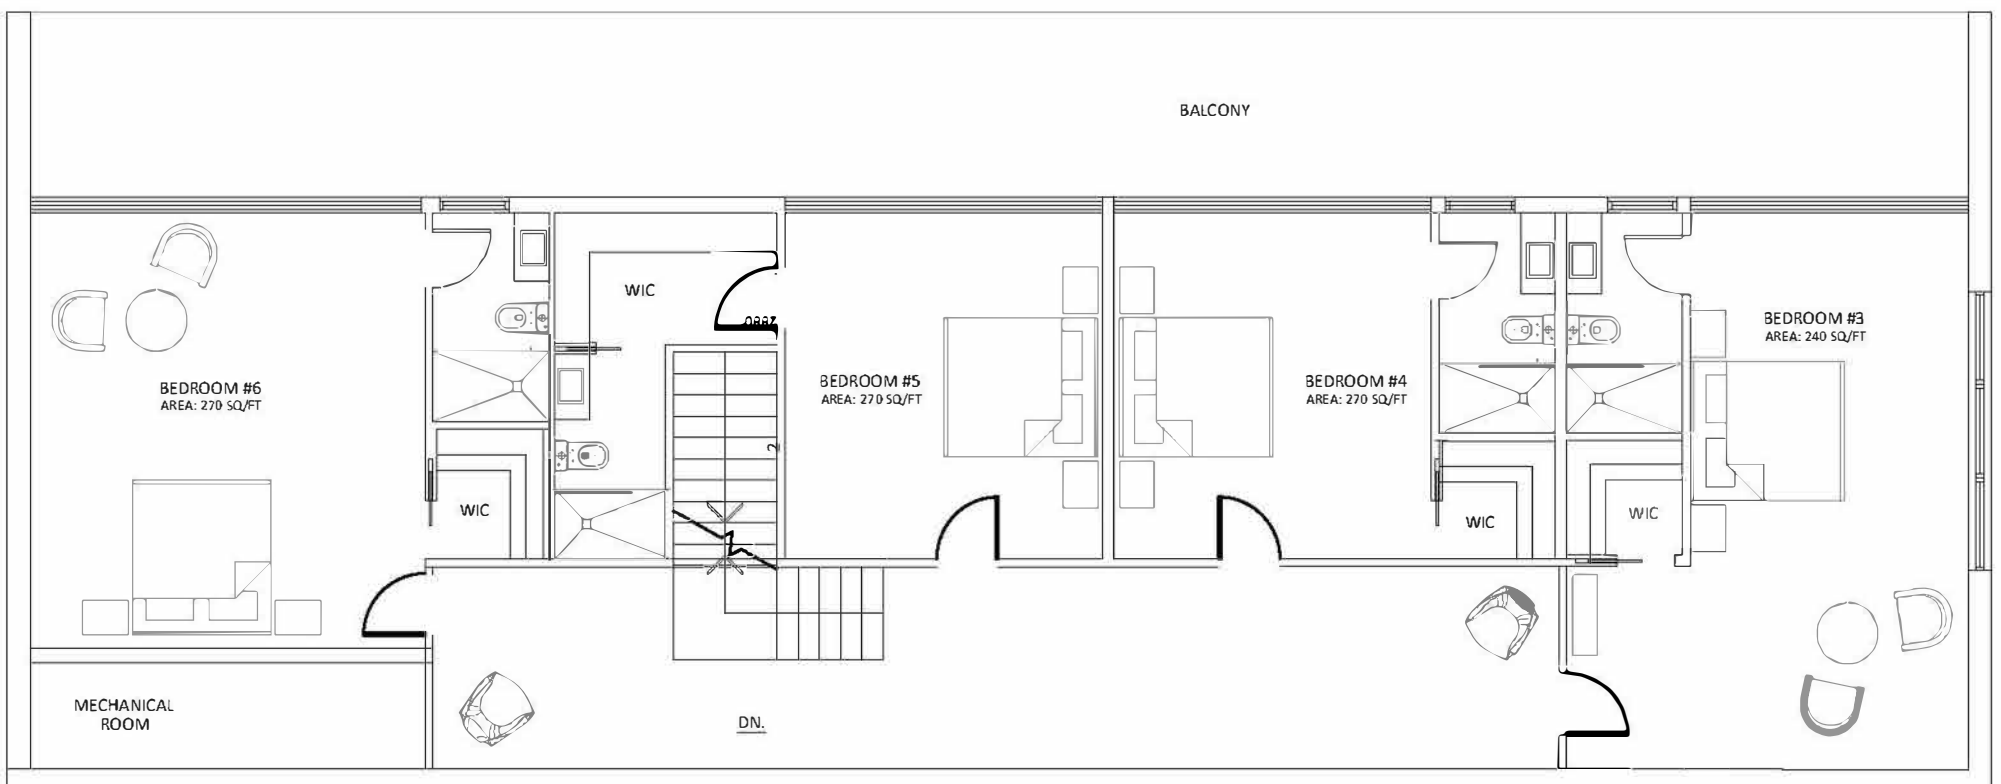 BALCONY
WIC
BEDROOM #3
AREA: 240 SQ/FT
BEDROOM #6
AREA: 270 SQ/FT
BEDROOM #5
AREA: 270 SQ/FT
BEDROOM #4
AREA: 270 SQ/FT
2
WIC
WIC
WIC
MECHANICAL
ROOM
DN.